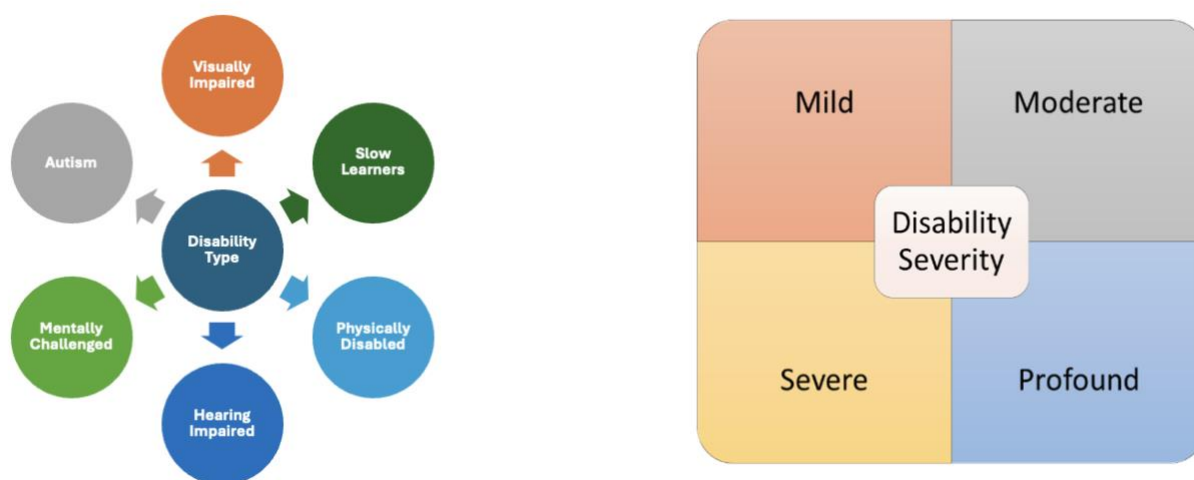 Visually
Impaired
Autism
Slow
Learners
Disability
Type
Mentally
Challenged
Physically
Disabled
Hearing
Impaired
Mild
Moderate
Disability
Severity
Severe
Profound